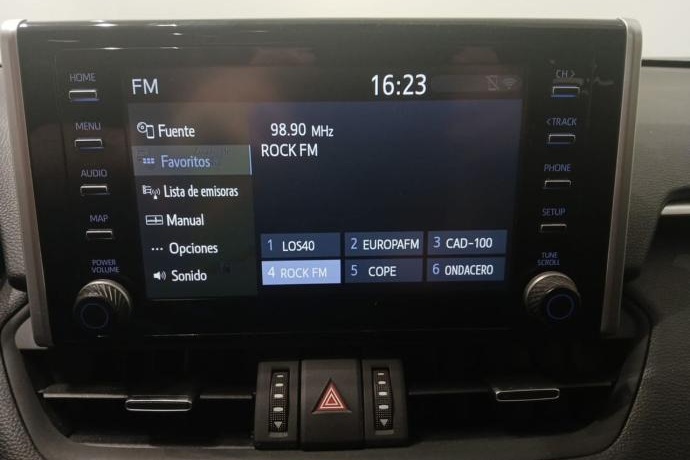 HOME
MENU
AUDIO
MAP
POWER
VOLUME
FM
16:23
Fuente
Favoritos
Lista de emisoras
Manual
Opciones
Sonido
98.90 MHz
ROCK FM
1 LOS40
2 EUROPAFM
3 CAD-100
4 ROCK FM
5 COPE
6 ONDACERO
CH >
< TRACK
PHONE
SETUP
TUNE
SCROLL